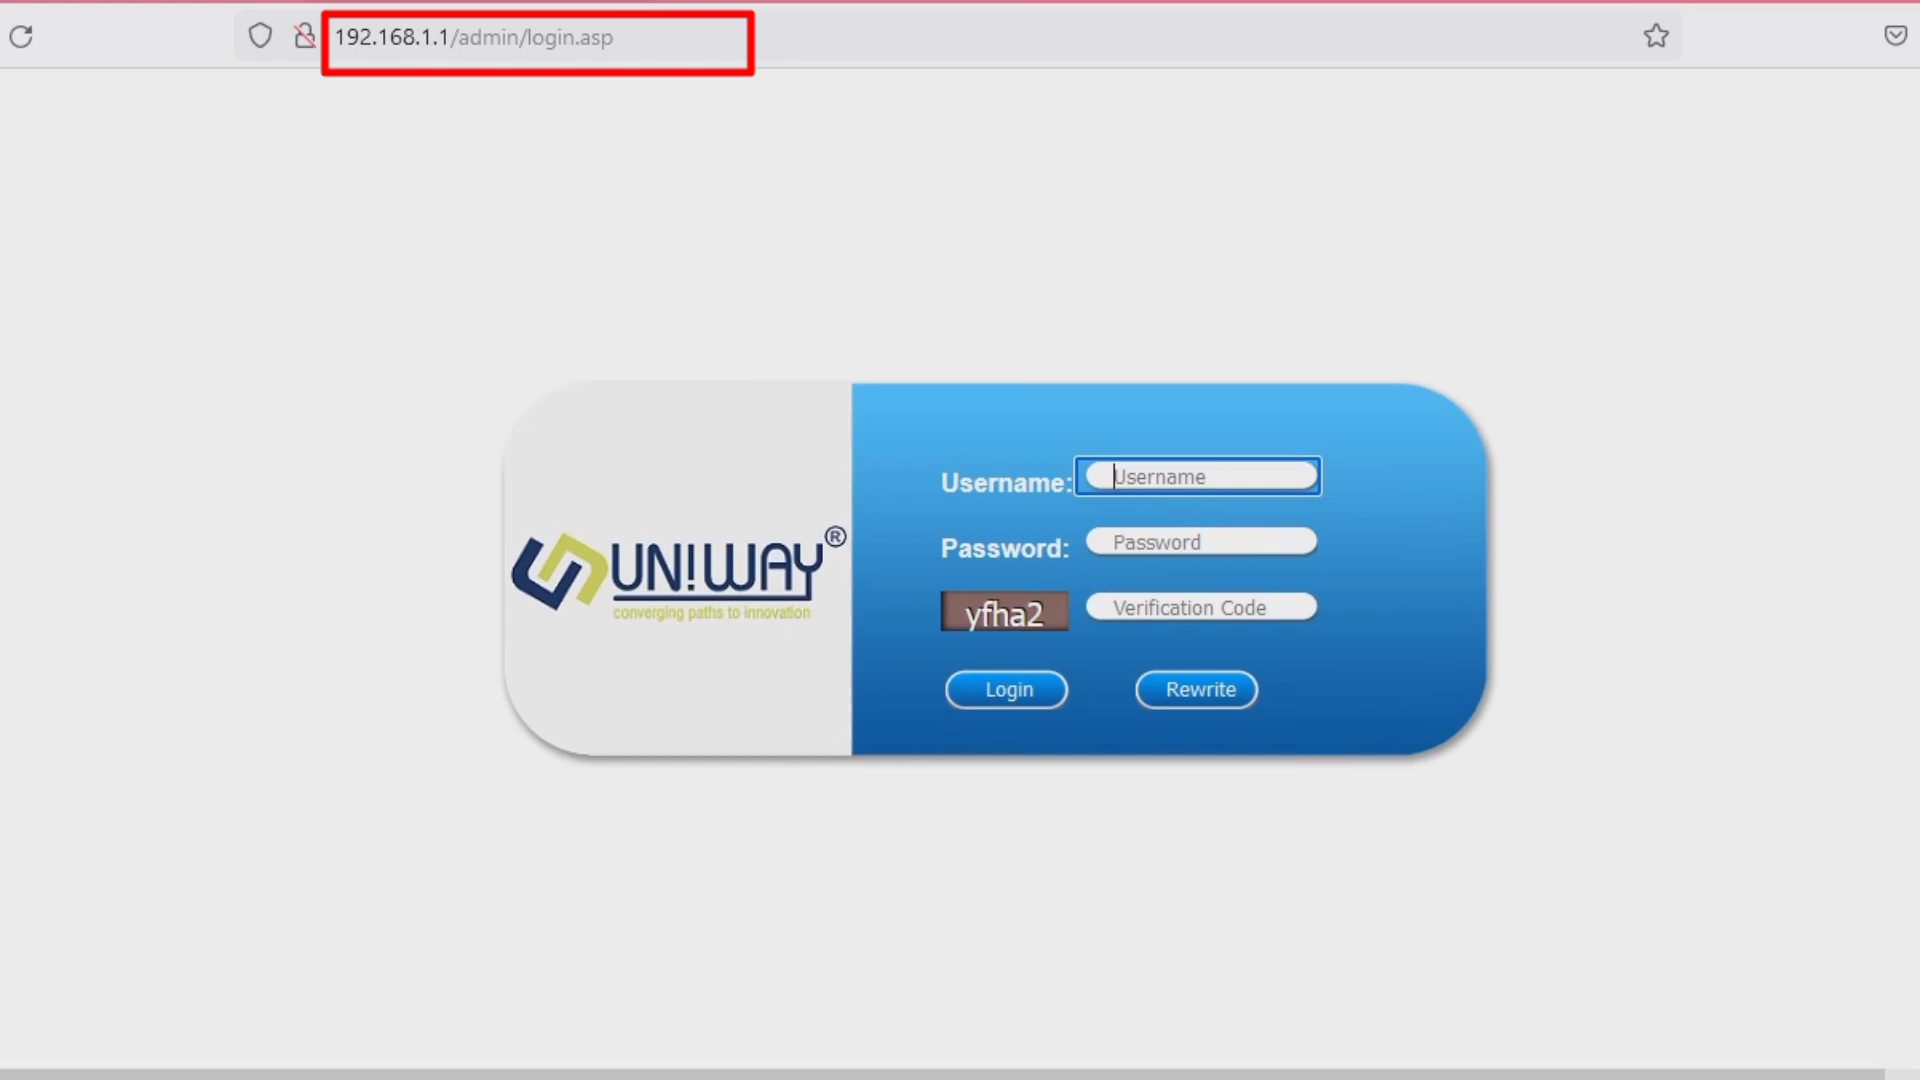 192.168.1.1/admin/login.asp
Username: Username
Password: Password
UN!WAY®
converging paths to innovation
yfha2 Verification Code
Login Rewrite